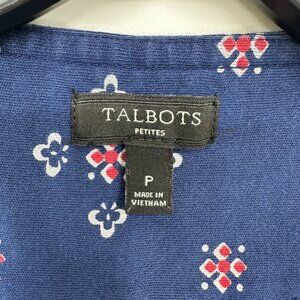 TALBOTS
PETITES
P
MADE IN
VIETNAM